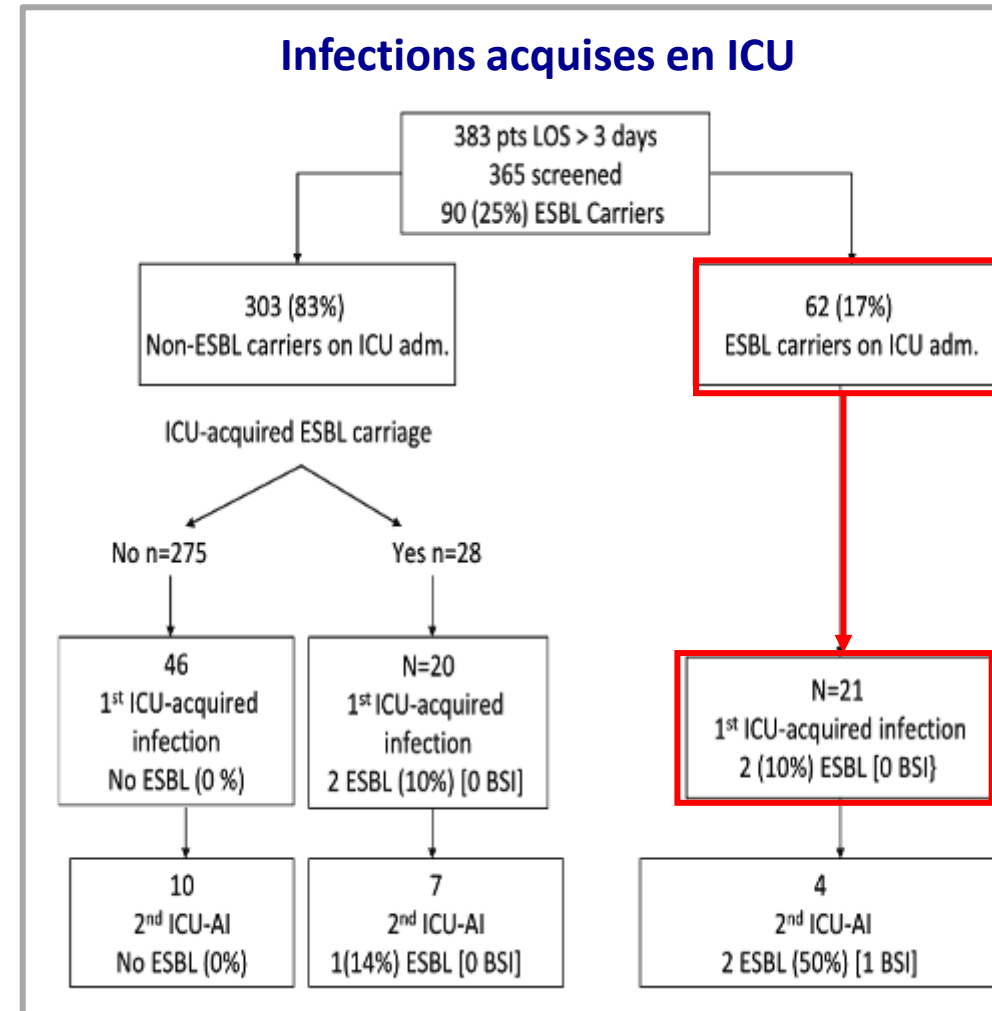 Infections acquises en ICU
383 pts LOS > 3 days
365 screened
90 (25%) ESBL Carriers
303 (83%)
Non-ESBL carriers on ICU adm.
62 (17%)
ESBL carriers on ICU adm.
ICU-acquired ESBL carriage
No n=275
Yes n=28
46
1st ICU-acquired
infection
No ESBL (0 %)
N=20
1st ICU-acquired
infection
2 ESBL (10%) [0 BSI]
N=21
1st ICU-acquired infection
2 (10%) ESBL [0 BSI}
10
2nd ICU-AI
No ESBL (0%)
7
2nd ICU-AI
1(14%) ESBL [0 BSI]
4
2nd ICU-AI
2 ESBL (50%) [1 BSI]